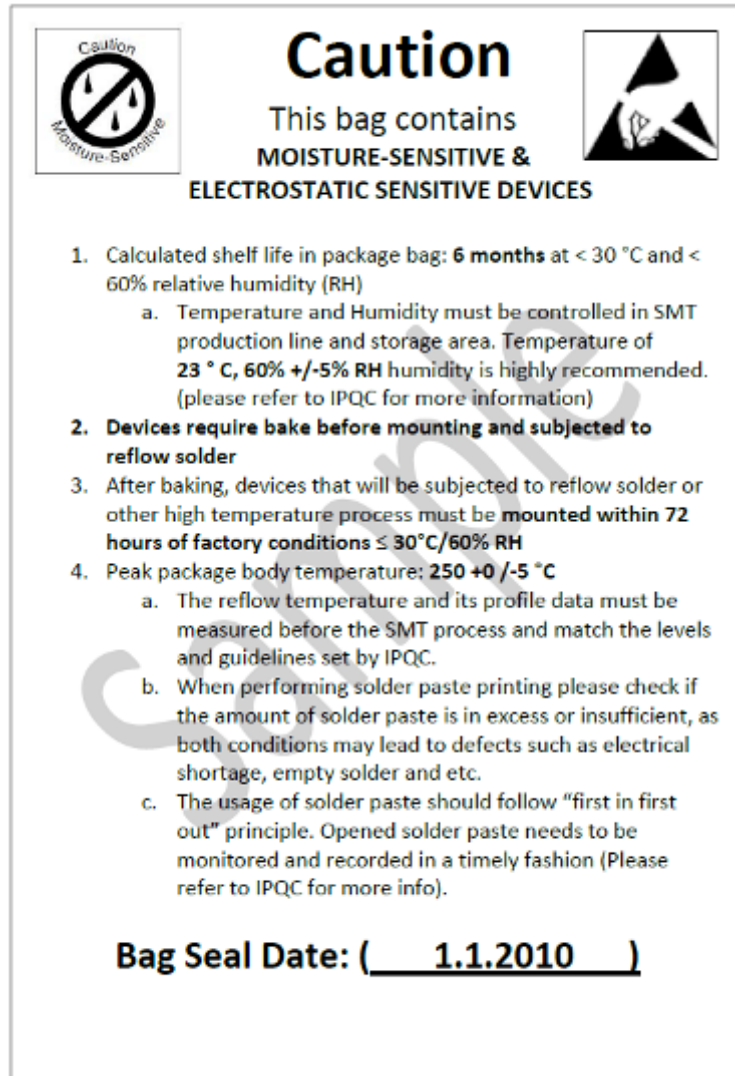 Caution
Moisture-Sensitive
Caution
This bag contains
MOISTURE-SENSITIVE &
ELECTROSTATIC SENSITIVE DEVICES
1. Calculated shelf life in package bag: 6 months at < 30 °C and <
60% relative humidity (RH)
a. Temperature and Humidity must be controlled in SMT
production line and storage area. Temperature of
23 ° C, 60% +/-5% RH humidity is highly recommended.
(please refer to IPQC for more information)
2. Devices require bake before mounting and subjected to
reflow solder
3. After baking, devices that will be subjected to reflow solder or
other high temperature process must be mounted within 72
hours of factory conditions ≤ 30°C/60% RH
4. Peak package body temperature: 250 +0 /-5 °C
a. The reflow temperature and its profile data must be
measured before the SMT process and match the levels
and guidelines set by IPQC.
b. When performing solder paste printing please check if
the amount of solder paste is in excess or insufficient, as
both conditions may lead to defects such as electrical
shortage, empty solder and etc.
c. The usage of solder paste should follow “first in first
out” principle. Opened solder paste needs to be
monitored and recorded in a timely fashion (Please
refer to IPQC for more info).
Bag Seal Date: ( 1.1.2010 )
Sample